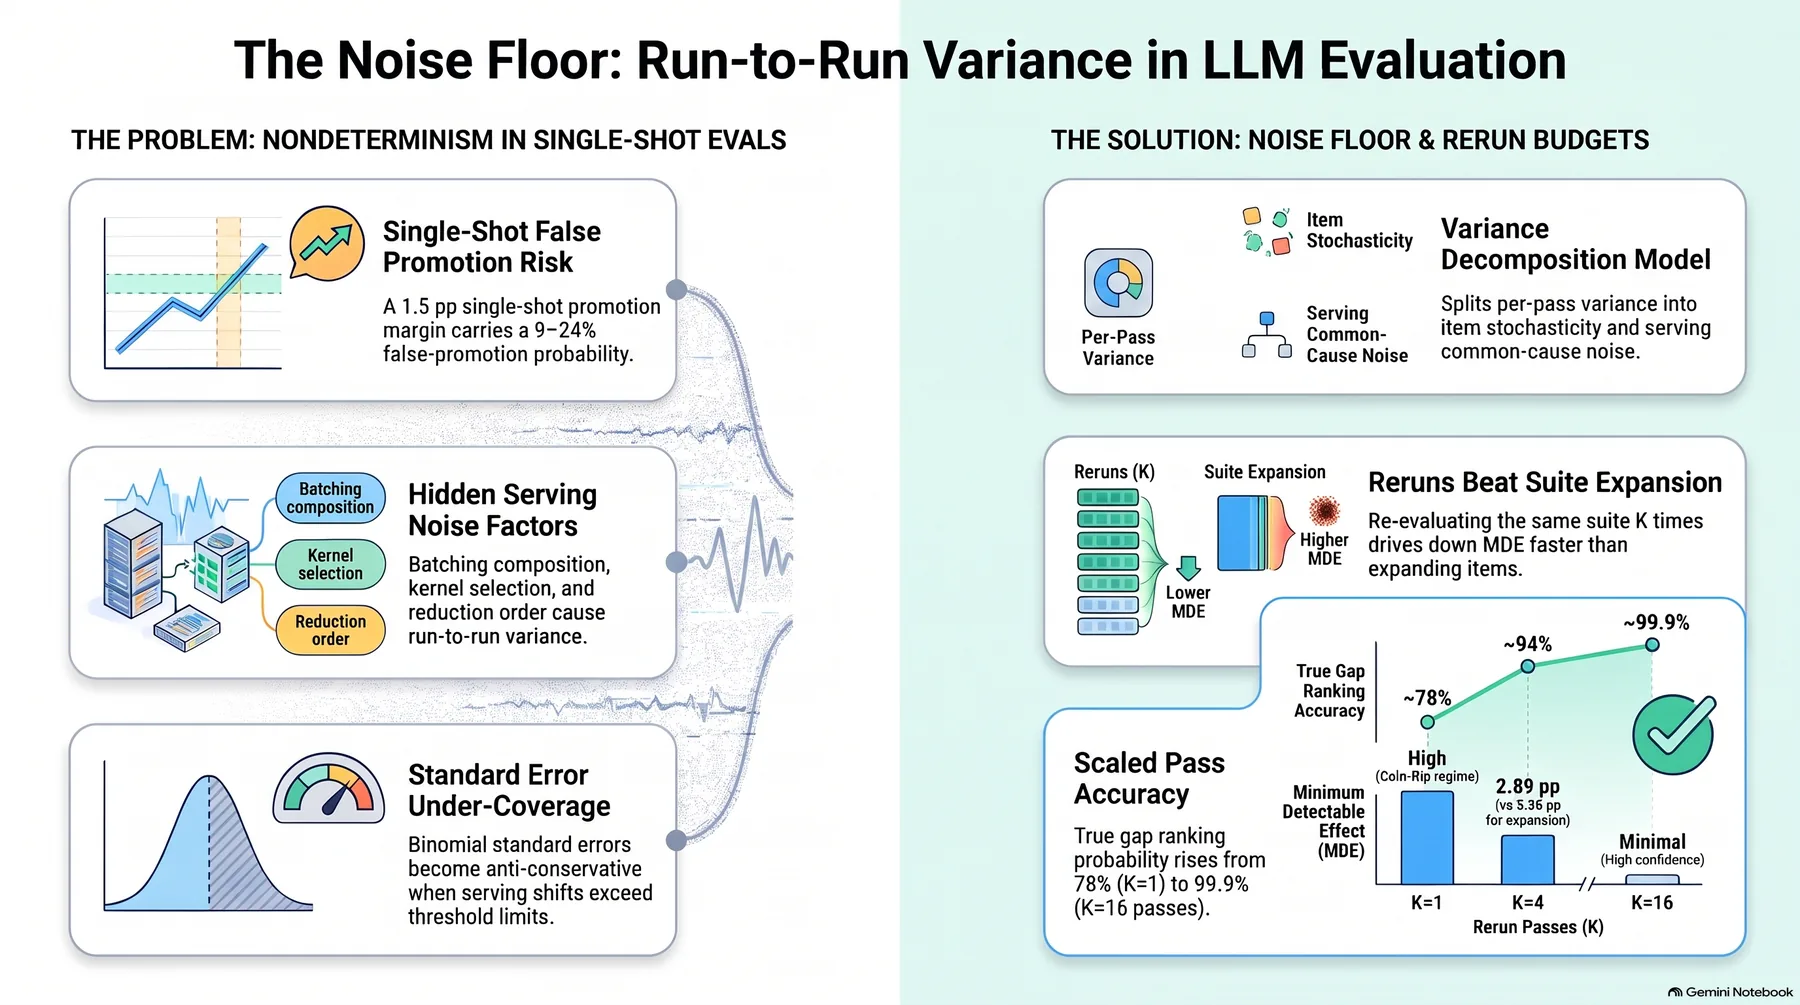 The Noise Floor: Run-to-Run Variance in LLM Evaluation
THE PROBLEM: NONDETERMINISM IN SINGLE-SHOT EVALS
Single-Shot False
Promotion Risk
A 1.5 pp single-shot promotion
margin carries a 9–24%
false-promotion probability.
Batching
composition
Kernel
selection
Reduction
order
Hidden Serving
Noise Factors
Batching composition,
kernel selection, and
reduction order cause
run-to-run variance.
Standard Error
Under-Coverage
Binomial standard errors
become anti-conservative
when serving shifts exceed
threshold limits.
THE SOLUTION: NOISE FLOOR & RERUN BUDGETS
Per-Pass
Variance
Item
Stochasticity
Serving
Common-
Cause Noise
Variance
Decomposition Model
Splits per-pass variance into
item stochasticity and serving
common-cause noise.
Reruns (K)
Lower
MDE
Suite Expansion
Higher
MDE
Reruns Beat Suite Expansion
Re-evaluating the same suite K times
drives down MDE faster than
expanding items.
Scaled Pass
Accuracy
True gap ranking
probability rises from
78% (K=1) to 99.9%
(K=16 passes).
True Gap
Ranking
Accuracy
~78%
~94%
~99.9%
Minimum
Detectable
Effect
(MDE)
High
(Coln-Rip regime)
2.89 pp
(vs 5.36 pp
for expansion)
Minimal
(High confidence)
K=1
K=4
K=16
Rerun Passes (K)
Gemini Notebook